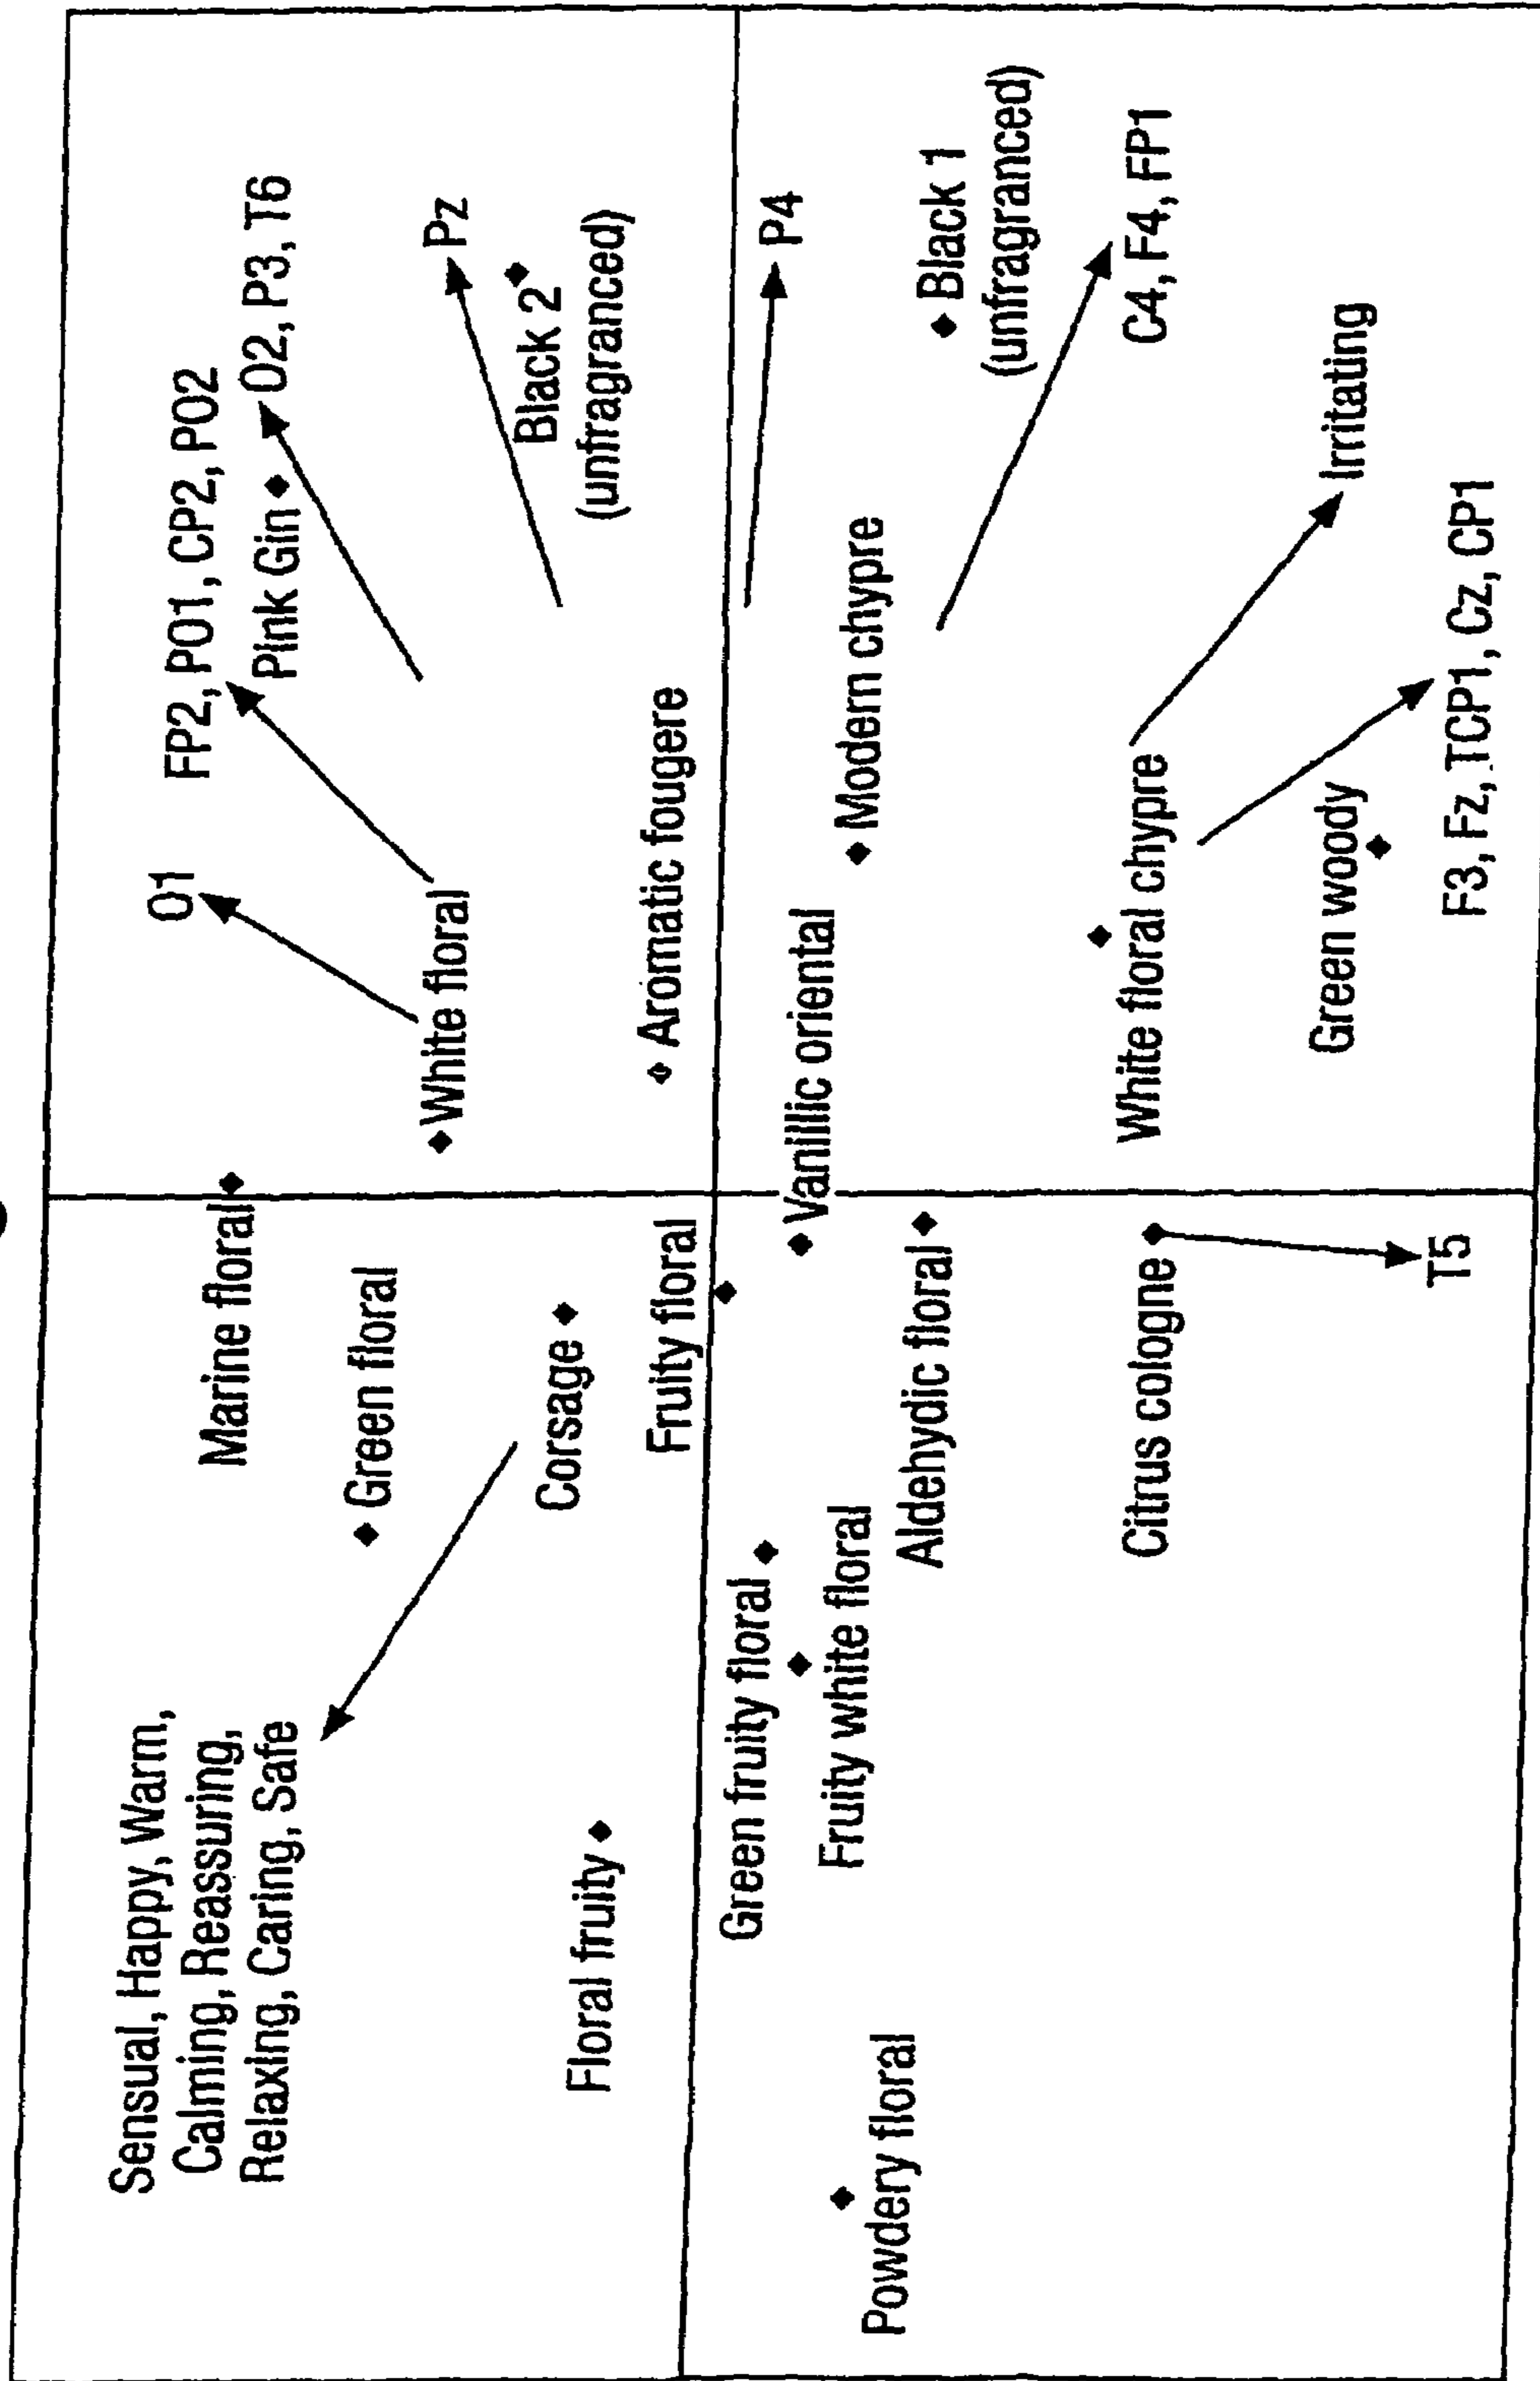 Sensual, Happy, Warm,
Calming, Reassuring,
Relaxing, Caring, Safe
Marine floral
Green floral
Corsage
Fruity floral
Floral fruity
O1
FP2, PO1, CP2, PO2
Pink Gin
O2, P3, T6
White floral
Pz
Black 2
(unfragranced)
Aromatic fougere
Green fruity floral
Fruity white floral
Powdery floral
Aldehydic floral
Citrus cologne
T5
Vanillic oriental
P4
Modern chypre
Black 1
(unfragranced)
C4, F4, FP1
White floral chypre
Irritating
Green woody
F3, Fz, TCP1, Cz, CP1